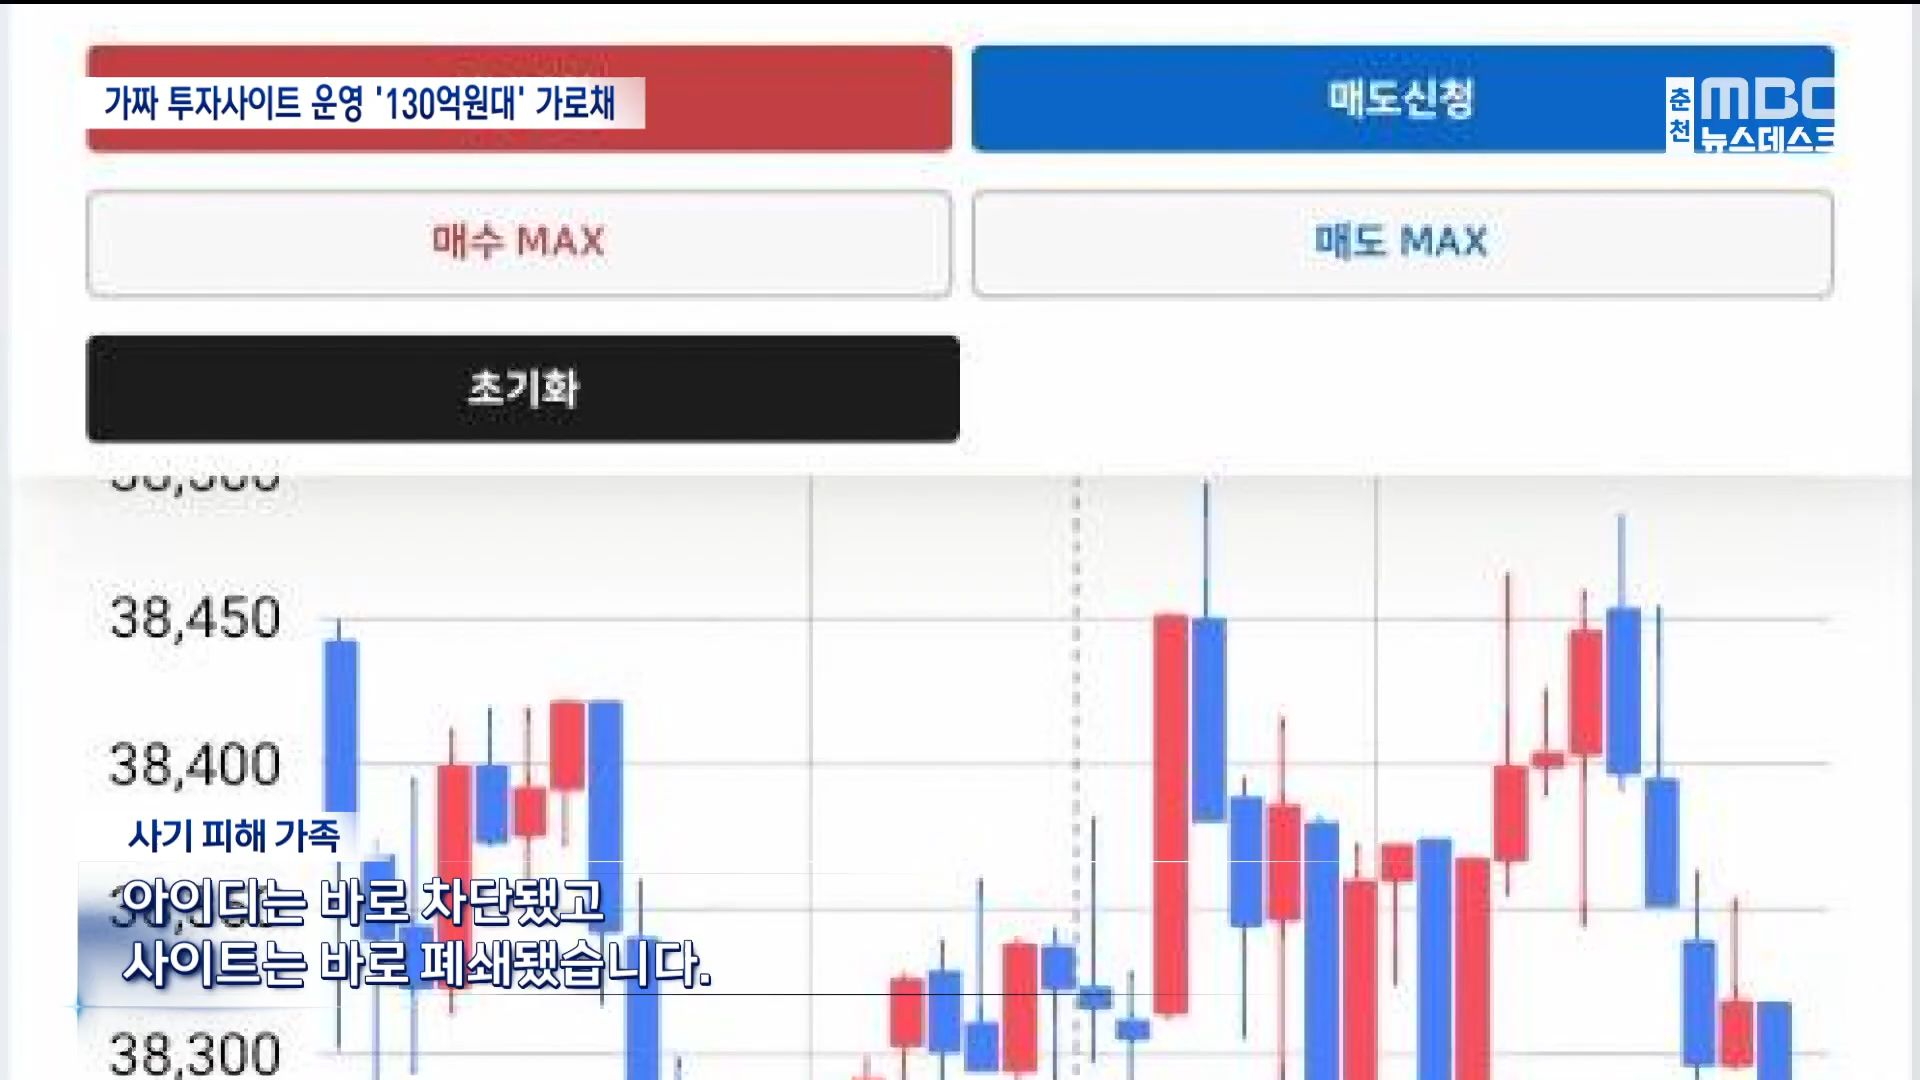 가짜 투자사이트 운영 '130억원대' 가로채
매도신청
춘천
MBC
뉴스데스크
매수 MAX
매도 MAX
초기화
38,450
38,400
사기 피해 가족
아이디는 바로 차단됐고
사이트는 바로 폐쇄됐습니다.
38,300